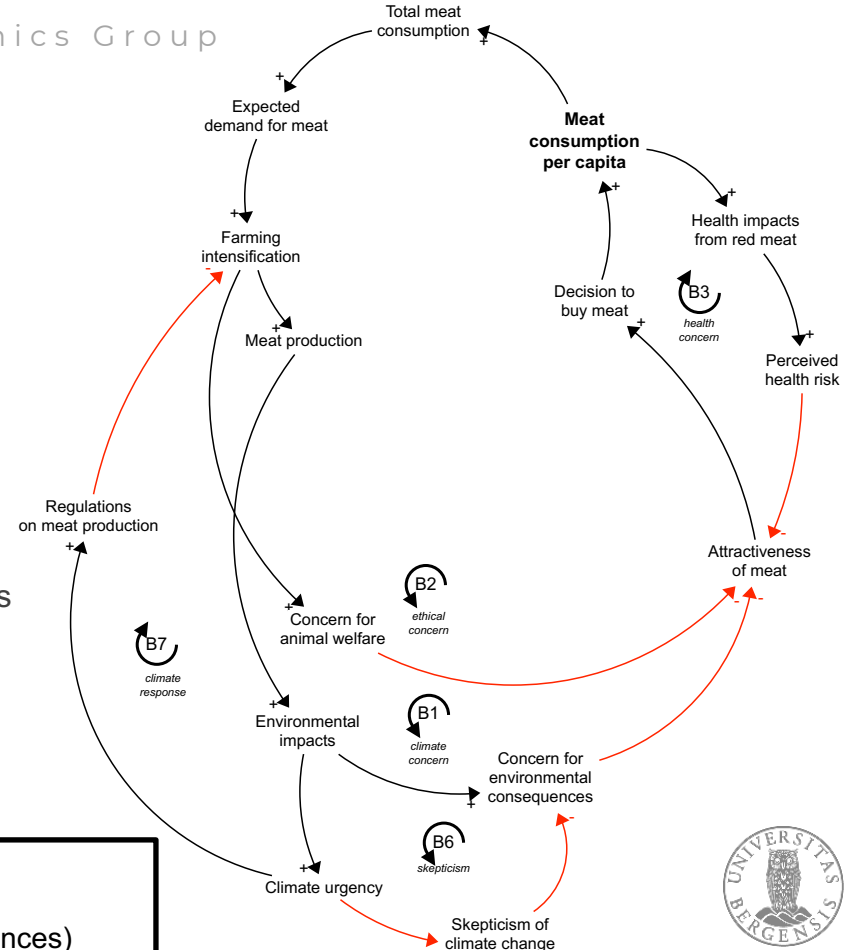 nics Group
Total meat
consumption
+
+
Expected
demand for meat
Meat
consumption
per capita
+
+
+
Farming
intensification
-
Health impacts
from red meat
Decision to
buy meat
B3
health
concern
+
Meat production
+
+
Perceived
health risk
Regulations
on meat production
+
-
Attractiveness
of meat
s
B2
ethical
concern
- -
+
Concern for
animal welfare
B7
climate
response
+
Environmental
impacts
B1
climate
concern
Concern for
environmental
consequences
+
-
B6
skepticism
+
Climate urgency
Skepticism of
climate change
nces)
UNIVERSITAS
BERGENSIS